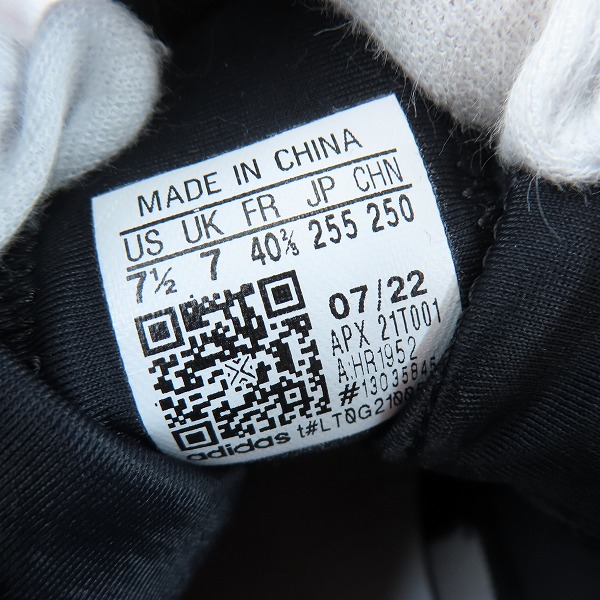 MADE IN CHINA
US UK FR JP CHN
7½ 7 40⅔ 255 250
07/22
APX 21T001
A:HR1952
adidas